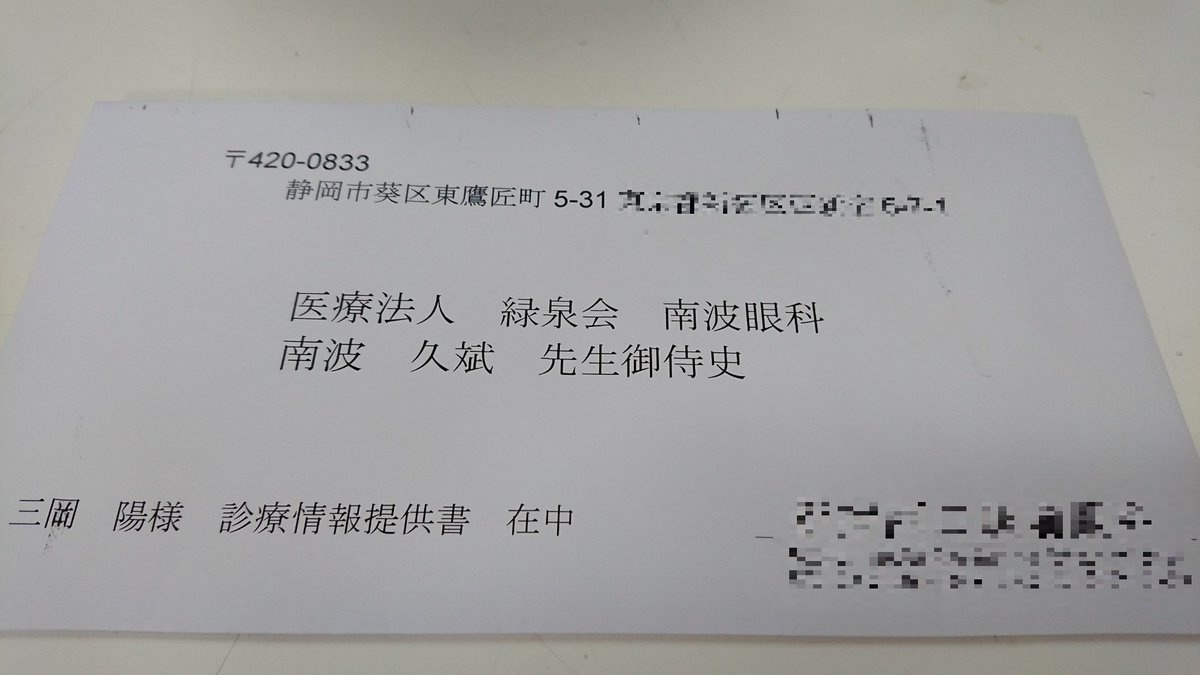 〒420-0833
静岡市葵区東鷹匠町 5-31
医療法人 緑泉会 南波眼科
南波 久斌 先生御侍史
三岡 陽様 診療情報提供書 在中